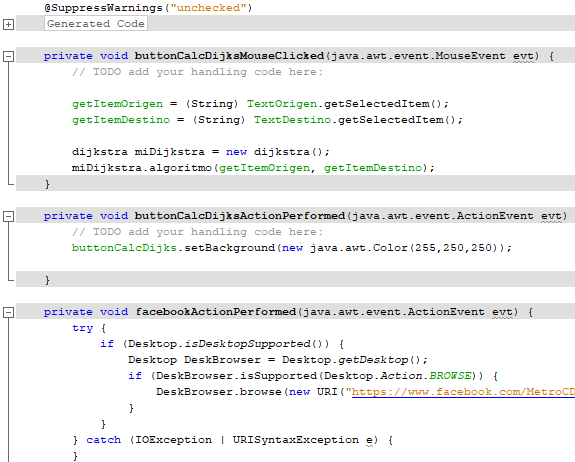 @SuppressWarnings("unchecked")
Generated Code
private void buttonCalcDijksMouseClicked(java.awt.event.MouseEvent evt) {
// TODO add your handling code here:
getItemOrigen = (String) TextOrigen.getSelectedItem();
getItemDestino = (String) TextDestino.getSelectedItem();
dijkstra miDijkstra = new dijkstra();
miDijkstra.algoritmo(getItemOrigen, getItemDestino);
}
private void buttonCalcDijksActionPerformed(java.awt.event.ActionEvent evt)
// TODO add your handling code here:
buttonCalcDijks.setBackground(new java.awt.Color(255,250,250));
}
private void facebookActionPerformed(java.awt.event.ActionEvent evt) {
try {
if (Desktop.isDesktopSupported()) {
Desktop DeskBrowser = Desktop.getDesktop();
if (DeskBrowser.isSupported(Desktop.Action.BROWSE)) {
DeskBrowser.browse(new URI("https://www.facebook.com/MetroCD
}
}
} catch (IOException | URISyntaxException e) {
}